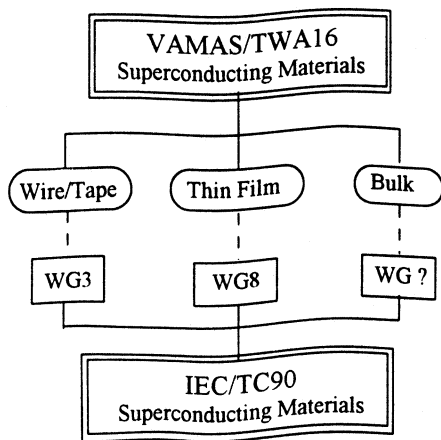 VAMAS/TWA16
Superconducting Materials
Wire/Tape
Thin Film
Bulk
WG3
WG8
WG ?
IEC/TC90
Superconducting Materials